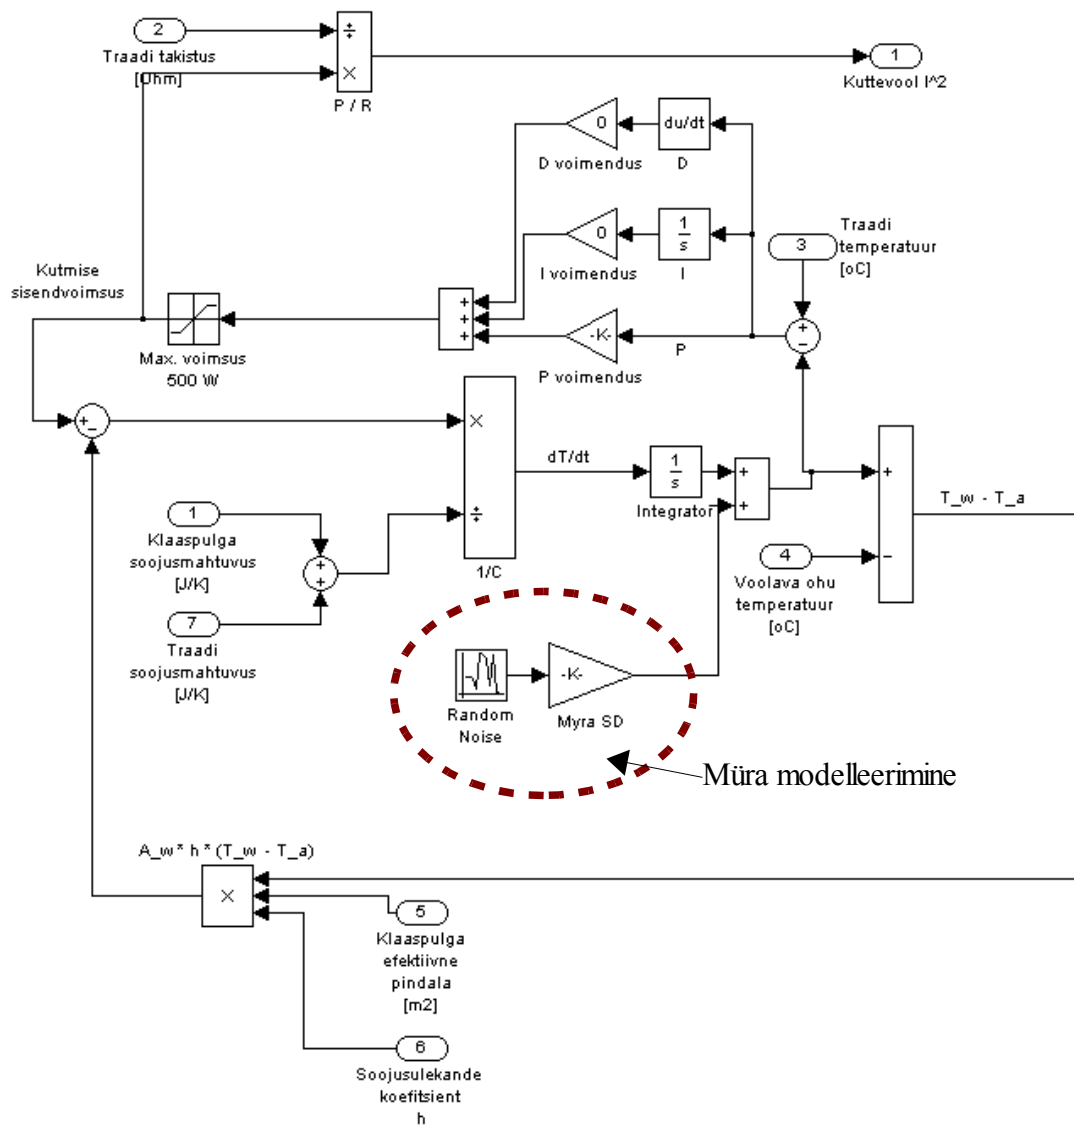 2
Traadi takistus
[Ohm]
÷
×
P / R
1
Kuttevool I^2
0
D voimendus
du/dt
D
0
I voimendus
1
s
I
Traadi
3
temperatuur
[oC]
Kutmise
sisendvoimsus
Max. voimsus
500 W
+
+
+
-K-
P voimendus
P
+
−
+
−
×
÷
1/C
dT/dt
1
s
Integrator
+
+
+
−
T_w - T_a
1
Klaaspulga
soojusmahtuvus
[J/K]
+
+
7
Traadi
soojusmahtuvus
[J/K]
4
Voolava ohu
temperatuur
[oC]
Random
Noise
-K-
Myra SD
Müra modelleerimine
A_w * h * (T_w - T_a)
×
5
Klaaspulga
efektiivne
pindala
[m2]
6
Soojusulekande
koefitsient
h